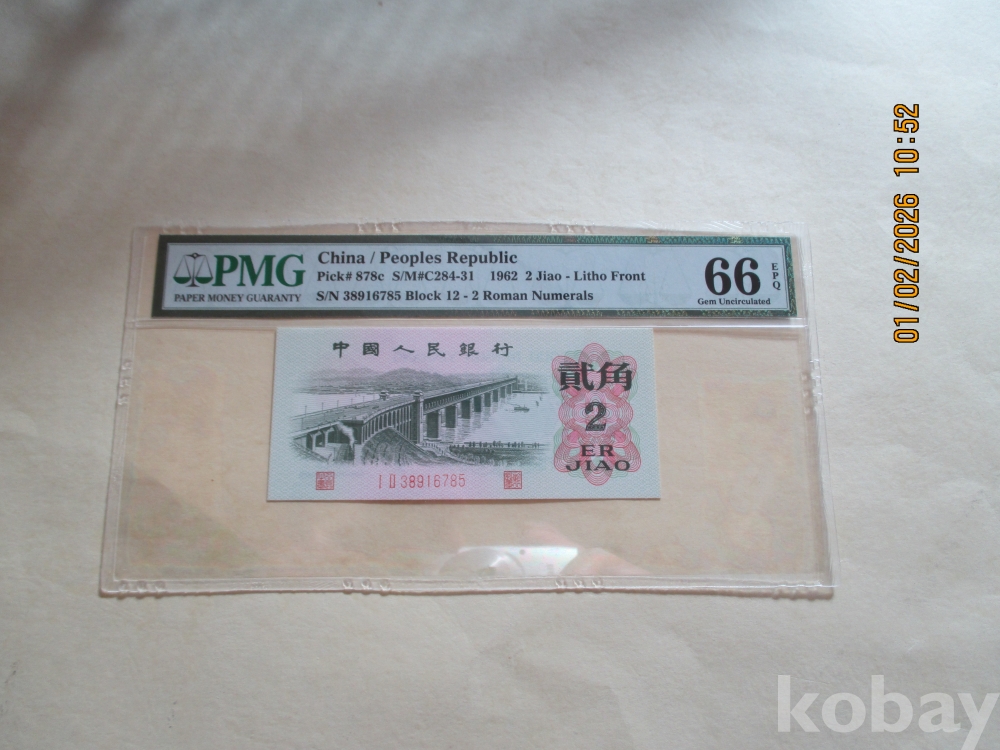 01/02/2026 10:52
PMG
PAPER MONEY GUARANTY
China / Peoples Republic
Pick# 878c S/M#C284-31 1962 2 Jiao - Litho Front
S/N 38916785 Block 12 - 2 Roman Numerals
66 EPQ
Gem Uncirculated
中國人民銀行
貳角
2
ER
JIAO
I II 38916785
kobay